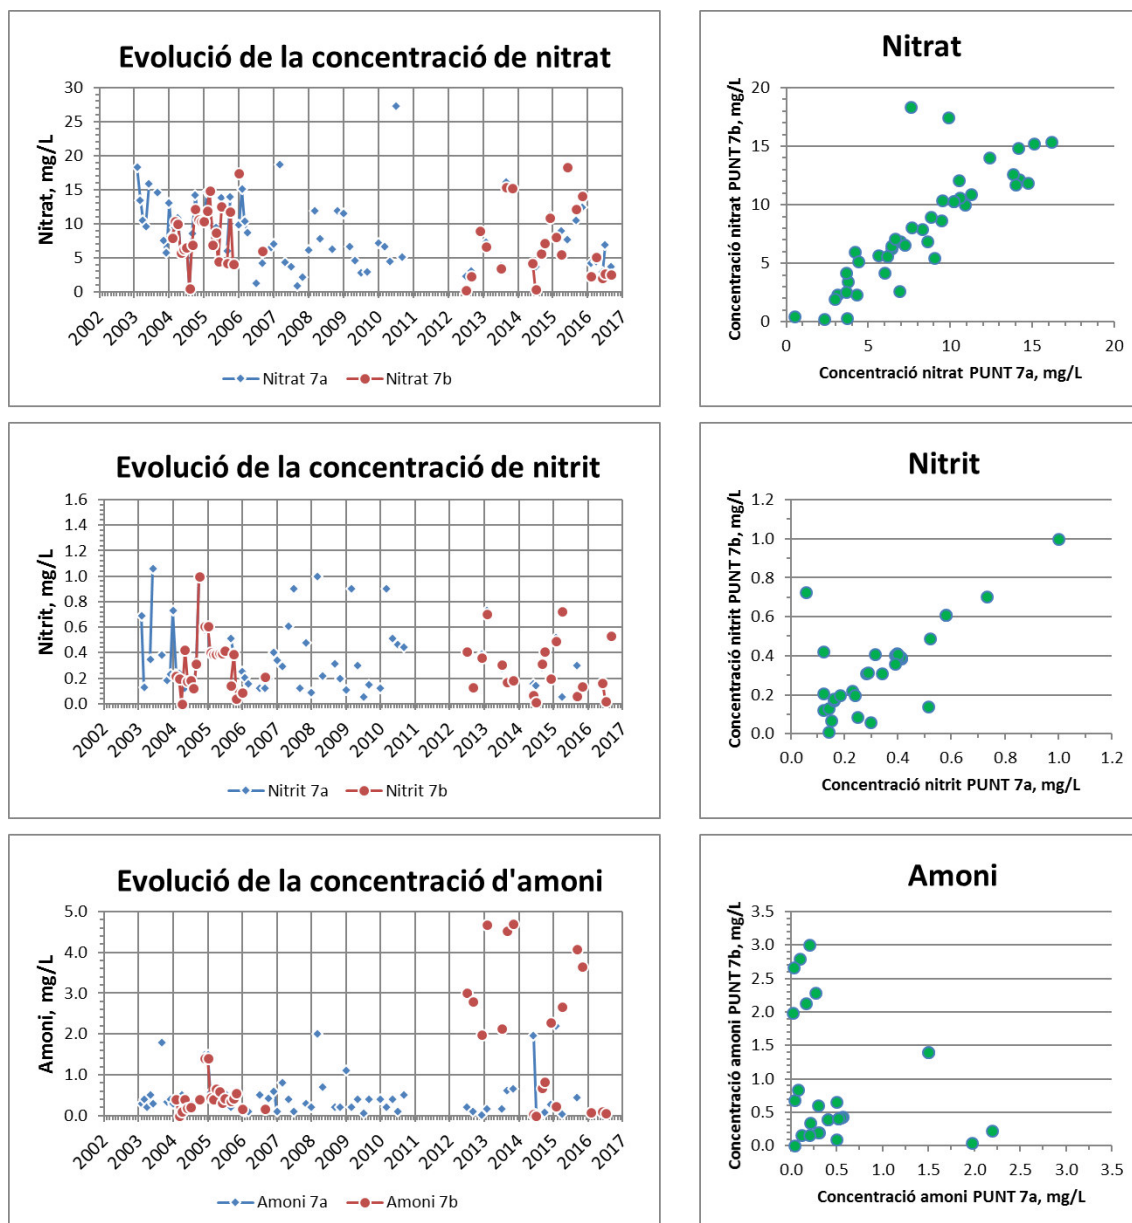 Evolució de la concentració de nitrat
Nitrat, mg/L
30
25
20
15
10
5
0
2002 2003 2004 2005 2006 2007 2008 2009 2010 2011 2012 2013 2014 2015 2016 2017
Nitrat 7a Nitrat 7b
Nitrat
Concentració nitrat PUNT 7b, mg/L
20
15
10
5
0
0 5 10 15 20
Concentració nitrat PUNT 7a, mg/L
Evolució de la concentració de nitrit
Nitrit, mg/L
1.6
1.4
1.2
1.0
0.8
0.6
0.4
0.2
0.0
2002 2003 2004 2005 2006 2007 2008 2009 2010 2011 2012 2013 2014 2015 2016 2017
Nitrit 7a Nitrit 7b
Nitrit
Concentració nitrit PUNT 7b, mg/L
1.2
1.0
0.8
0.6
0.4
0.2
0.0
0.0 0.2 0.4 0.6 0.8 1.0 1.2
Concentració nitrit PUNT 7a, mg/L
Evolució de la concentració d'amoni
Amoni, mg/L
5.0
4.0
3.0
2.0
1.0
0.0
2002 2003 2004 2005 2006 2007 2008 2009 2010 2011 2012 2013 2014 2015 2016 2017
Amoni 7a Amoni 7b
Amoni
Concentració amoni PUNT 7b, mg/L
3.5
3.0
2.5
2.0
1.5
1.0
0.5
0.0
0.0 0.5 1.0 1.5 2.0 2.5 3.0 3.5
Concentració amoni PUNT 7a, mg/L